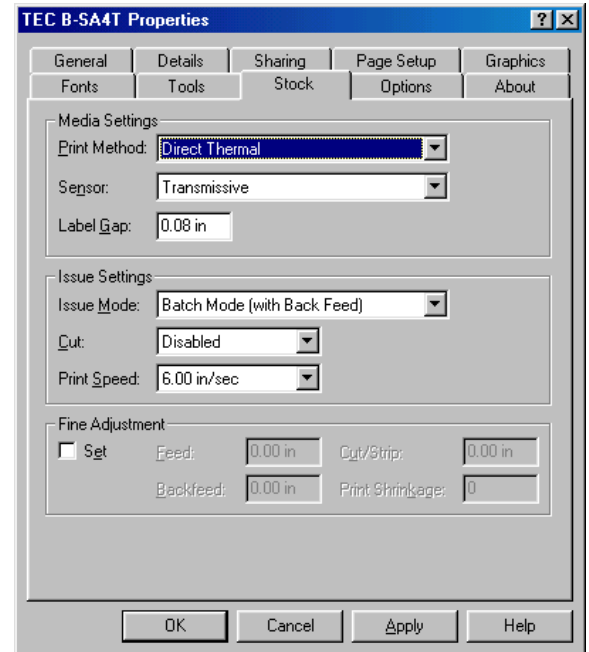 TEC B-SA4T Properties
General Details Sharing Page Setup Graphics
Fonts Tools Stock Options About
Media Settings
Print Method: Direct Thermal
Sensor: Transmissive
Label Gap: 0.08 in
Issue Settings
Issue Mode: Batch Mode (with Back Feed)
Cut: Disabled
Print Speed: 6.00 in/sec
Fine Adjustment
Set Feed: 0.00 in Cut/Strip: 0.00 in
Backfeed: 0.00 in Print Shrinkage: 0
OK Cancel Apply Help